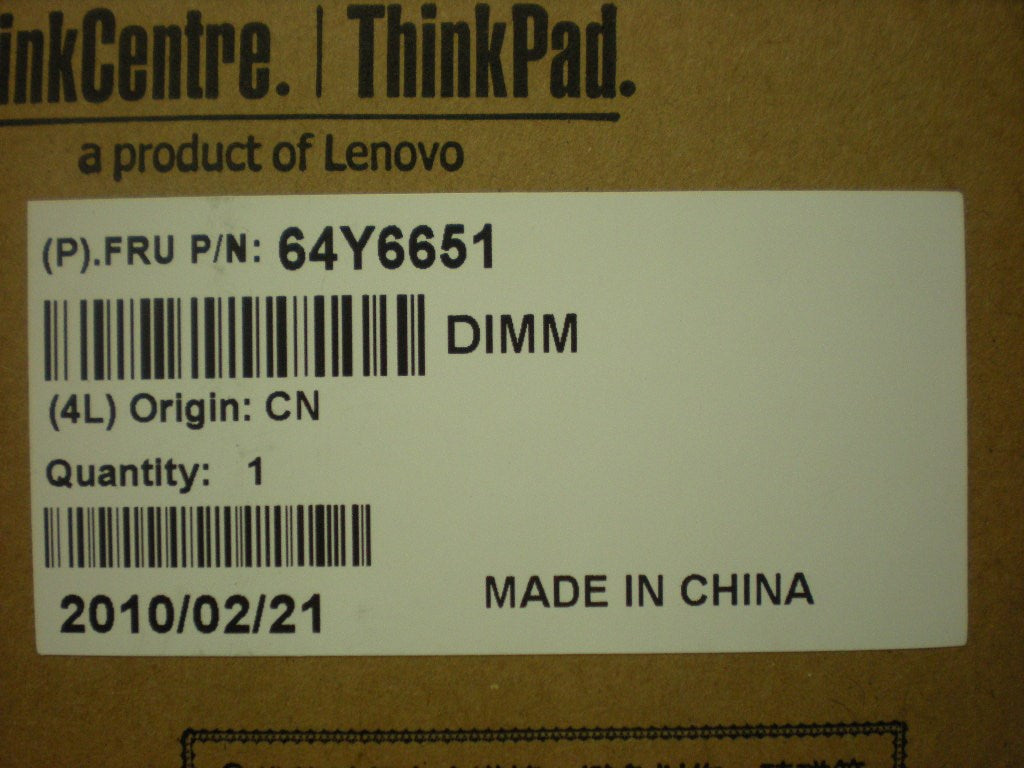 inkCentre. | ThinkPad.
a product of Lenovo
(P).FRU P/N: 64Y6651
DIMM
(4L) Origin: CN
Quantity: 1
2010/02/21
MADE IN CHINA